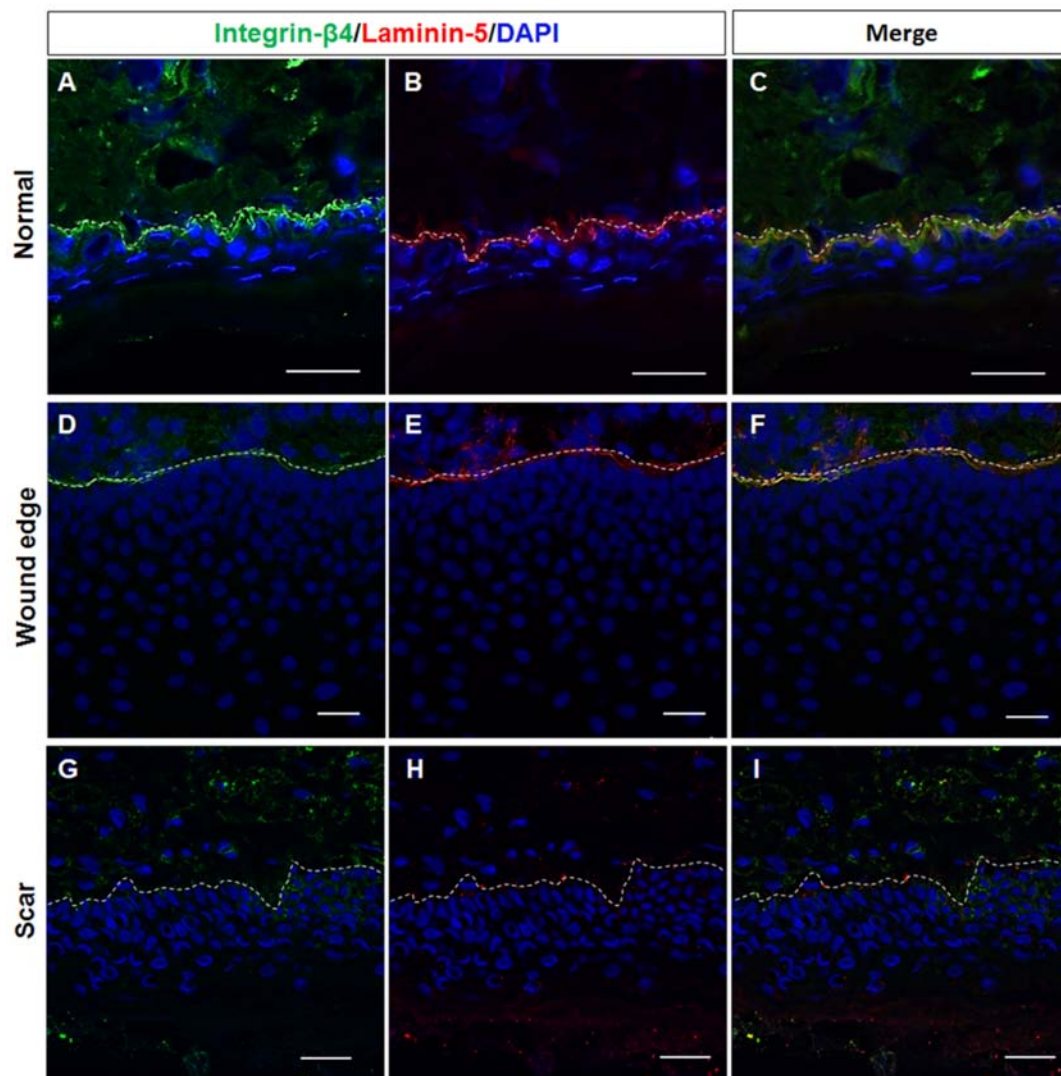 Integrin-β4/Laminin-5/DAPI
Merge
Normal
A
B
C
Wound edge
D
E
F
Scar
G
H
I